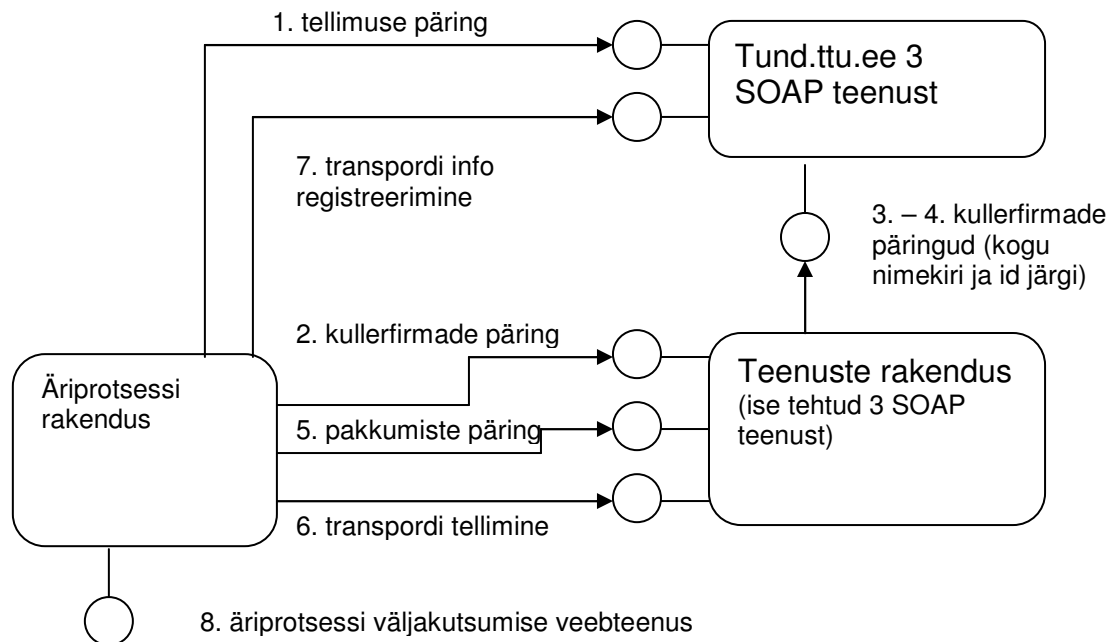 1. tellimuse päring
Tund.ttu.ee 3
SOAP teenust
7. transpordi info
registreerimine
3. – 4. kullerfirmade
päringud (kogu
nimekiri ja id järgi)
2. kullerfirmade päring
Äriprotsessi
rakendus
Teenuste rakendus
(ise tehtud 3 SOAP
teenust)
5. pakkumiste päring
6. transpordi tellimine
8. äriprotsessi väljakutsumise veebteenus